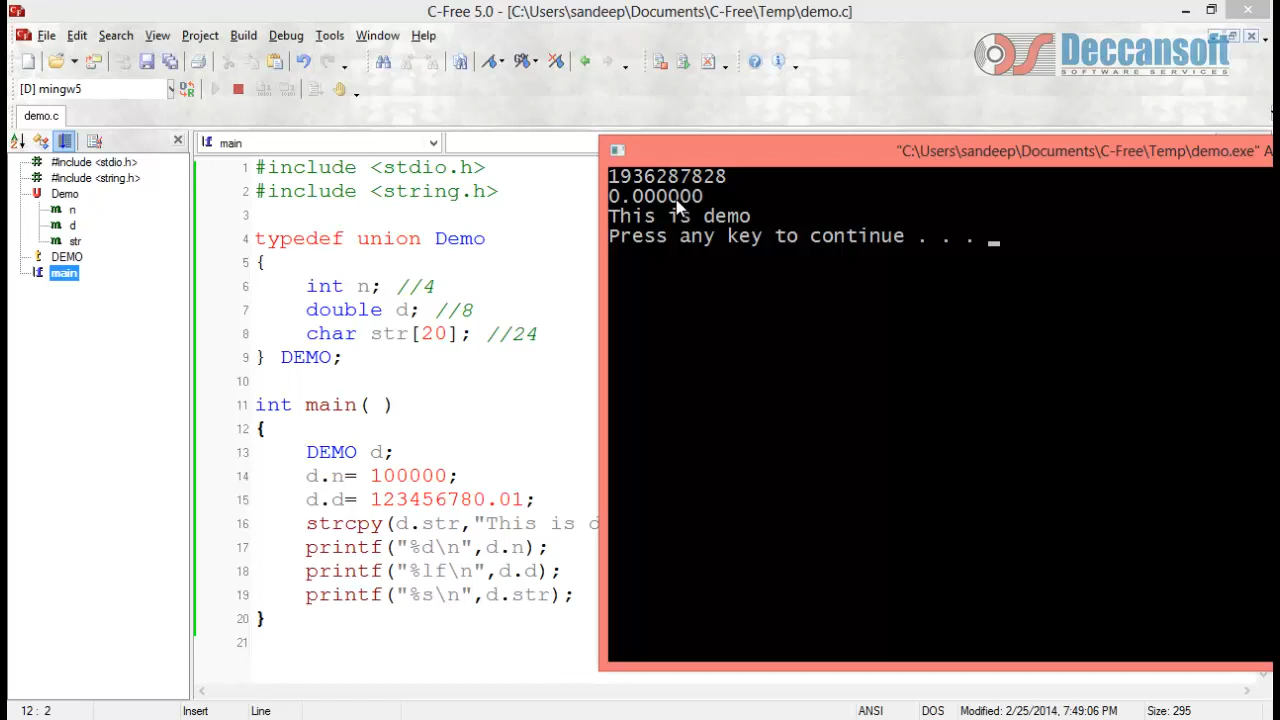 C-Free 5.0 - [C:\Users\sandeep\Documents\C-Free\Temp\demo.c]
File Edit Search View Project Build Debug Tools Window Help
Deccansoft
SOFTWARE SERVICES
[D] mingw5
demo.c
main
#include <stdio.h>
#include <string.h>
Demo
n
d
str
DEMO
main
1 #include <stdio.h>
2 #include <string.h>
3
4 typedef union Demo
5 {
6 int n; //4
7 double d; //8
8 char str[20]; //24
9 } DEMO;
10
11 int main( )
12 {
13 DEMO d;
14 d.n= 100000;
15 d.d= 123456780.01;
16 strcpy(d.str,"This is d
17 printf("%d\n",d.n);
18 printf("%lf\n",d.d);
19 printf("%s\n",d.str);
20 }
21
"C:\Users\sandeep\Documents\C-Free\Temp\demo.exe" A
1936287828
0.000000
This is demo
Press any key to continue . . .
12 : 2 Insert Line ANSI DOS Modified: 2/25/2014, 7:49:06 PM Size: 295